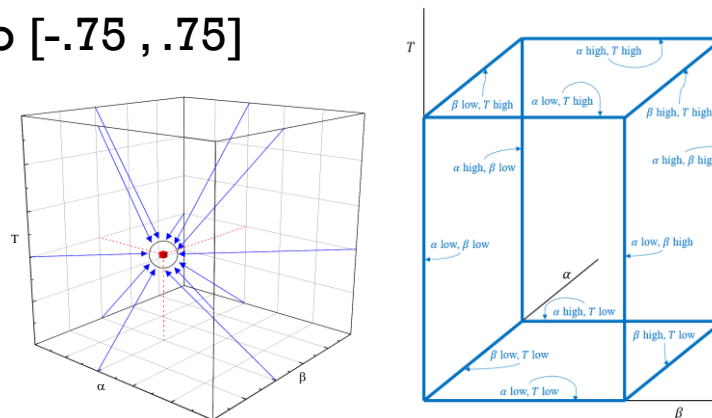 [-.75 , .75]
T
α
β
T
α high, T high
β low, T high
α low, T high
β high, T high
α high, β low
α high, β hig
α low, β low
α low, β high
α
α high, T low
β high, T low
β low, T low
α low, T low
β